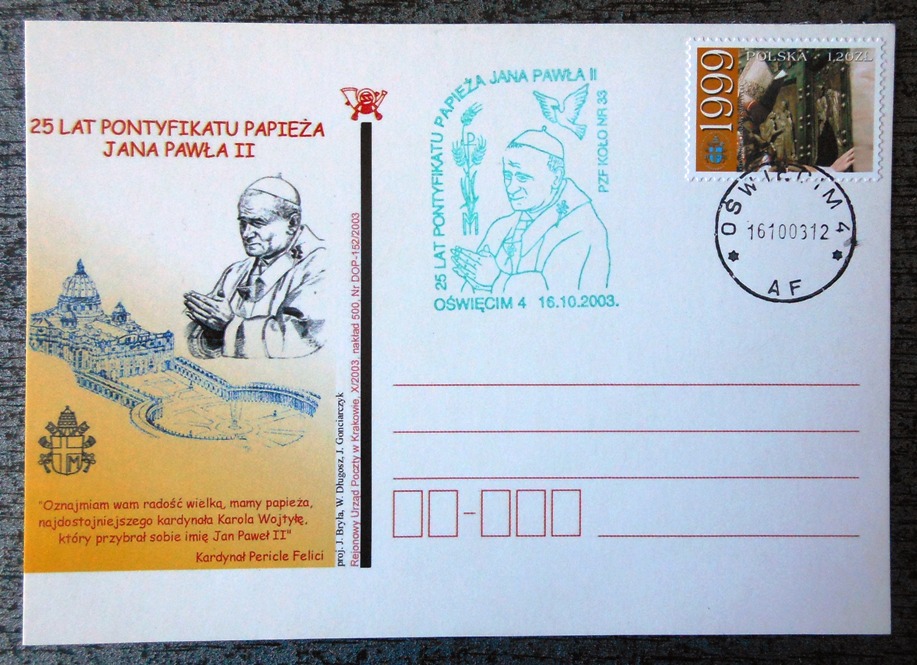 25 LAT PONTYFIKATU PAPIEŻA
JANA PAWŁA II
"Oznajmiam wam radość wielką, mamy papieża,
najdostojniejszego kardynała Karola Wojtyłę,
który przybrał sobie imię Jan Paweł II"
Kardynał Pericle Felici
proj. J. Bryła, W. Długosz, J. Gonciarczyk
Rejonowy Urząd Poczty w Krakowie, X/2003, nakład 500, Nr DOP-152/2003
25 LAT PONTYFIKATU PAPIEŻA JANA PAWŁA II
PZF KOŁO NR 33
OŚWIĘCIM 4 16.10.2003.
1999
POLSKA 1,20ZŁ
OŚWIĘCIM 4
16100312
AF